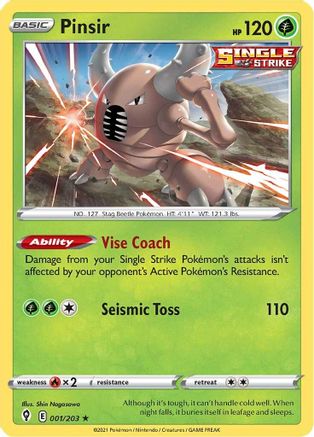 BASIC Pinsir HP 120
SINGLE
STRIKE
NO. 127 Stag Beetle Pokémon. HT: 4'11" WT: 121.3 lbs.
Ability Vise Coach
Damage from your Single Strike Pokémon's attacks isn't
affected by your opponent's Active Pokémon's Resistance.
Seismic Toss 110
weakness ×2 resistance retreat
Illus. Shin Nagasawa
E 001/203 ★
Although it's tough, it can't handle cold well. When
night falls, it buries itself in leafage and sleeps.
©2021 Pokémon / Nintendo / Creatures / GAME FREAK